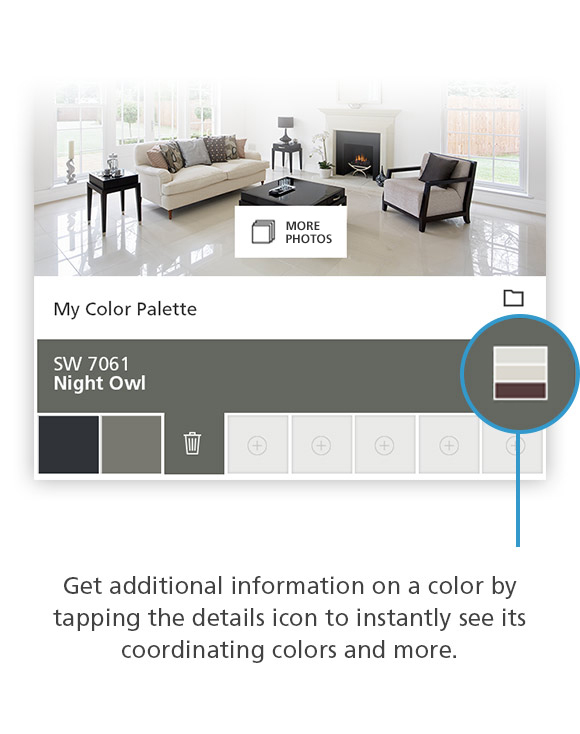 MORE
PHOTOS
My Color Palette
SW 7061
Night Owl
Get additional information on a color by
tapping the details icon to instantly see its
coordinating colors and more.